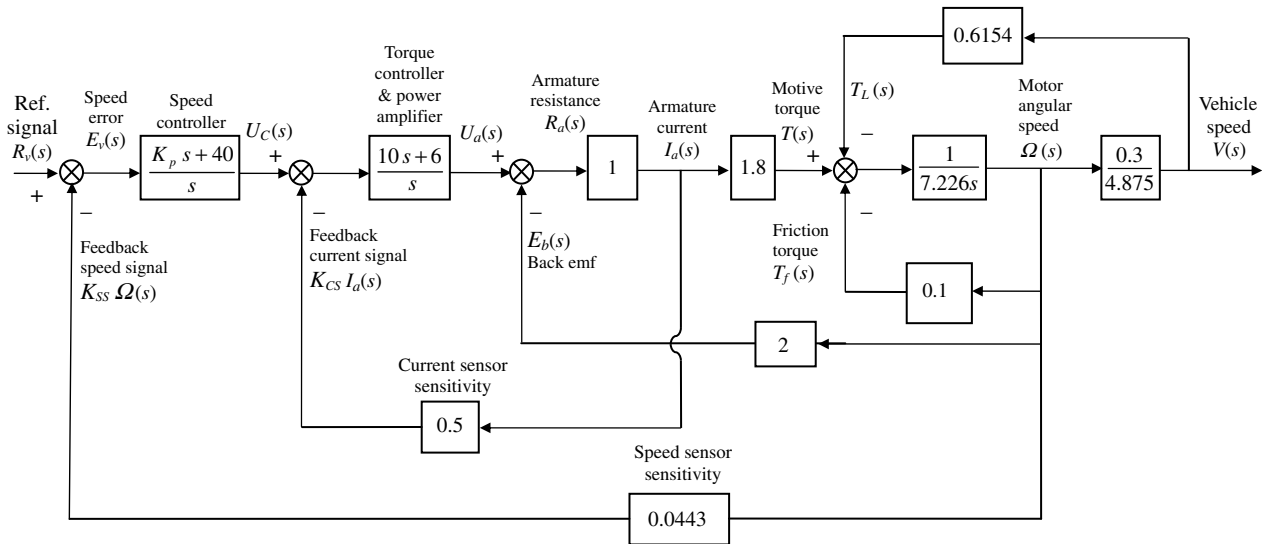 Ref.
signal
R_v(s)
+
−
Speed
error
E_v(s)
Speed
controller
K_p s + 40
s
U_C(s)
+
−
Torque
controller
& power
amplifier
10 s + 6
s
U_a(s)
+
−
Armature
resistance
R_a(s)
1
Armature
current
I_a(s)
1.8
Motive
torque
T(s)
+
−
−
T_L(s)
0.6154
1
7.226s
Motor
angular
speed
Ω(s)
0.3
4.875
Vehicle
speed
V(s)
Feedback
speed signal
K_SS Ω(s)
Feedback
current signal
K_CS I_a(s)
E_b(s)
Back emf
Friction
torque
T_f(s)
0.1
2
Current sensor
sensitivity
0.5
Speed sensor
sensitivity
0.0443